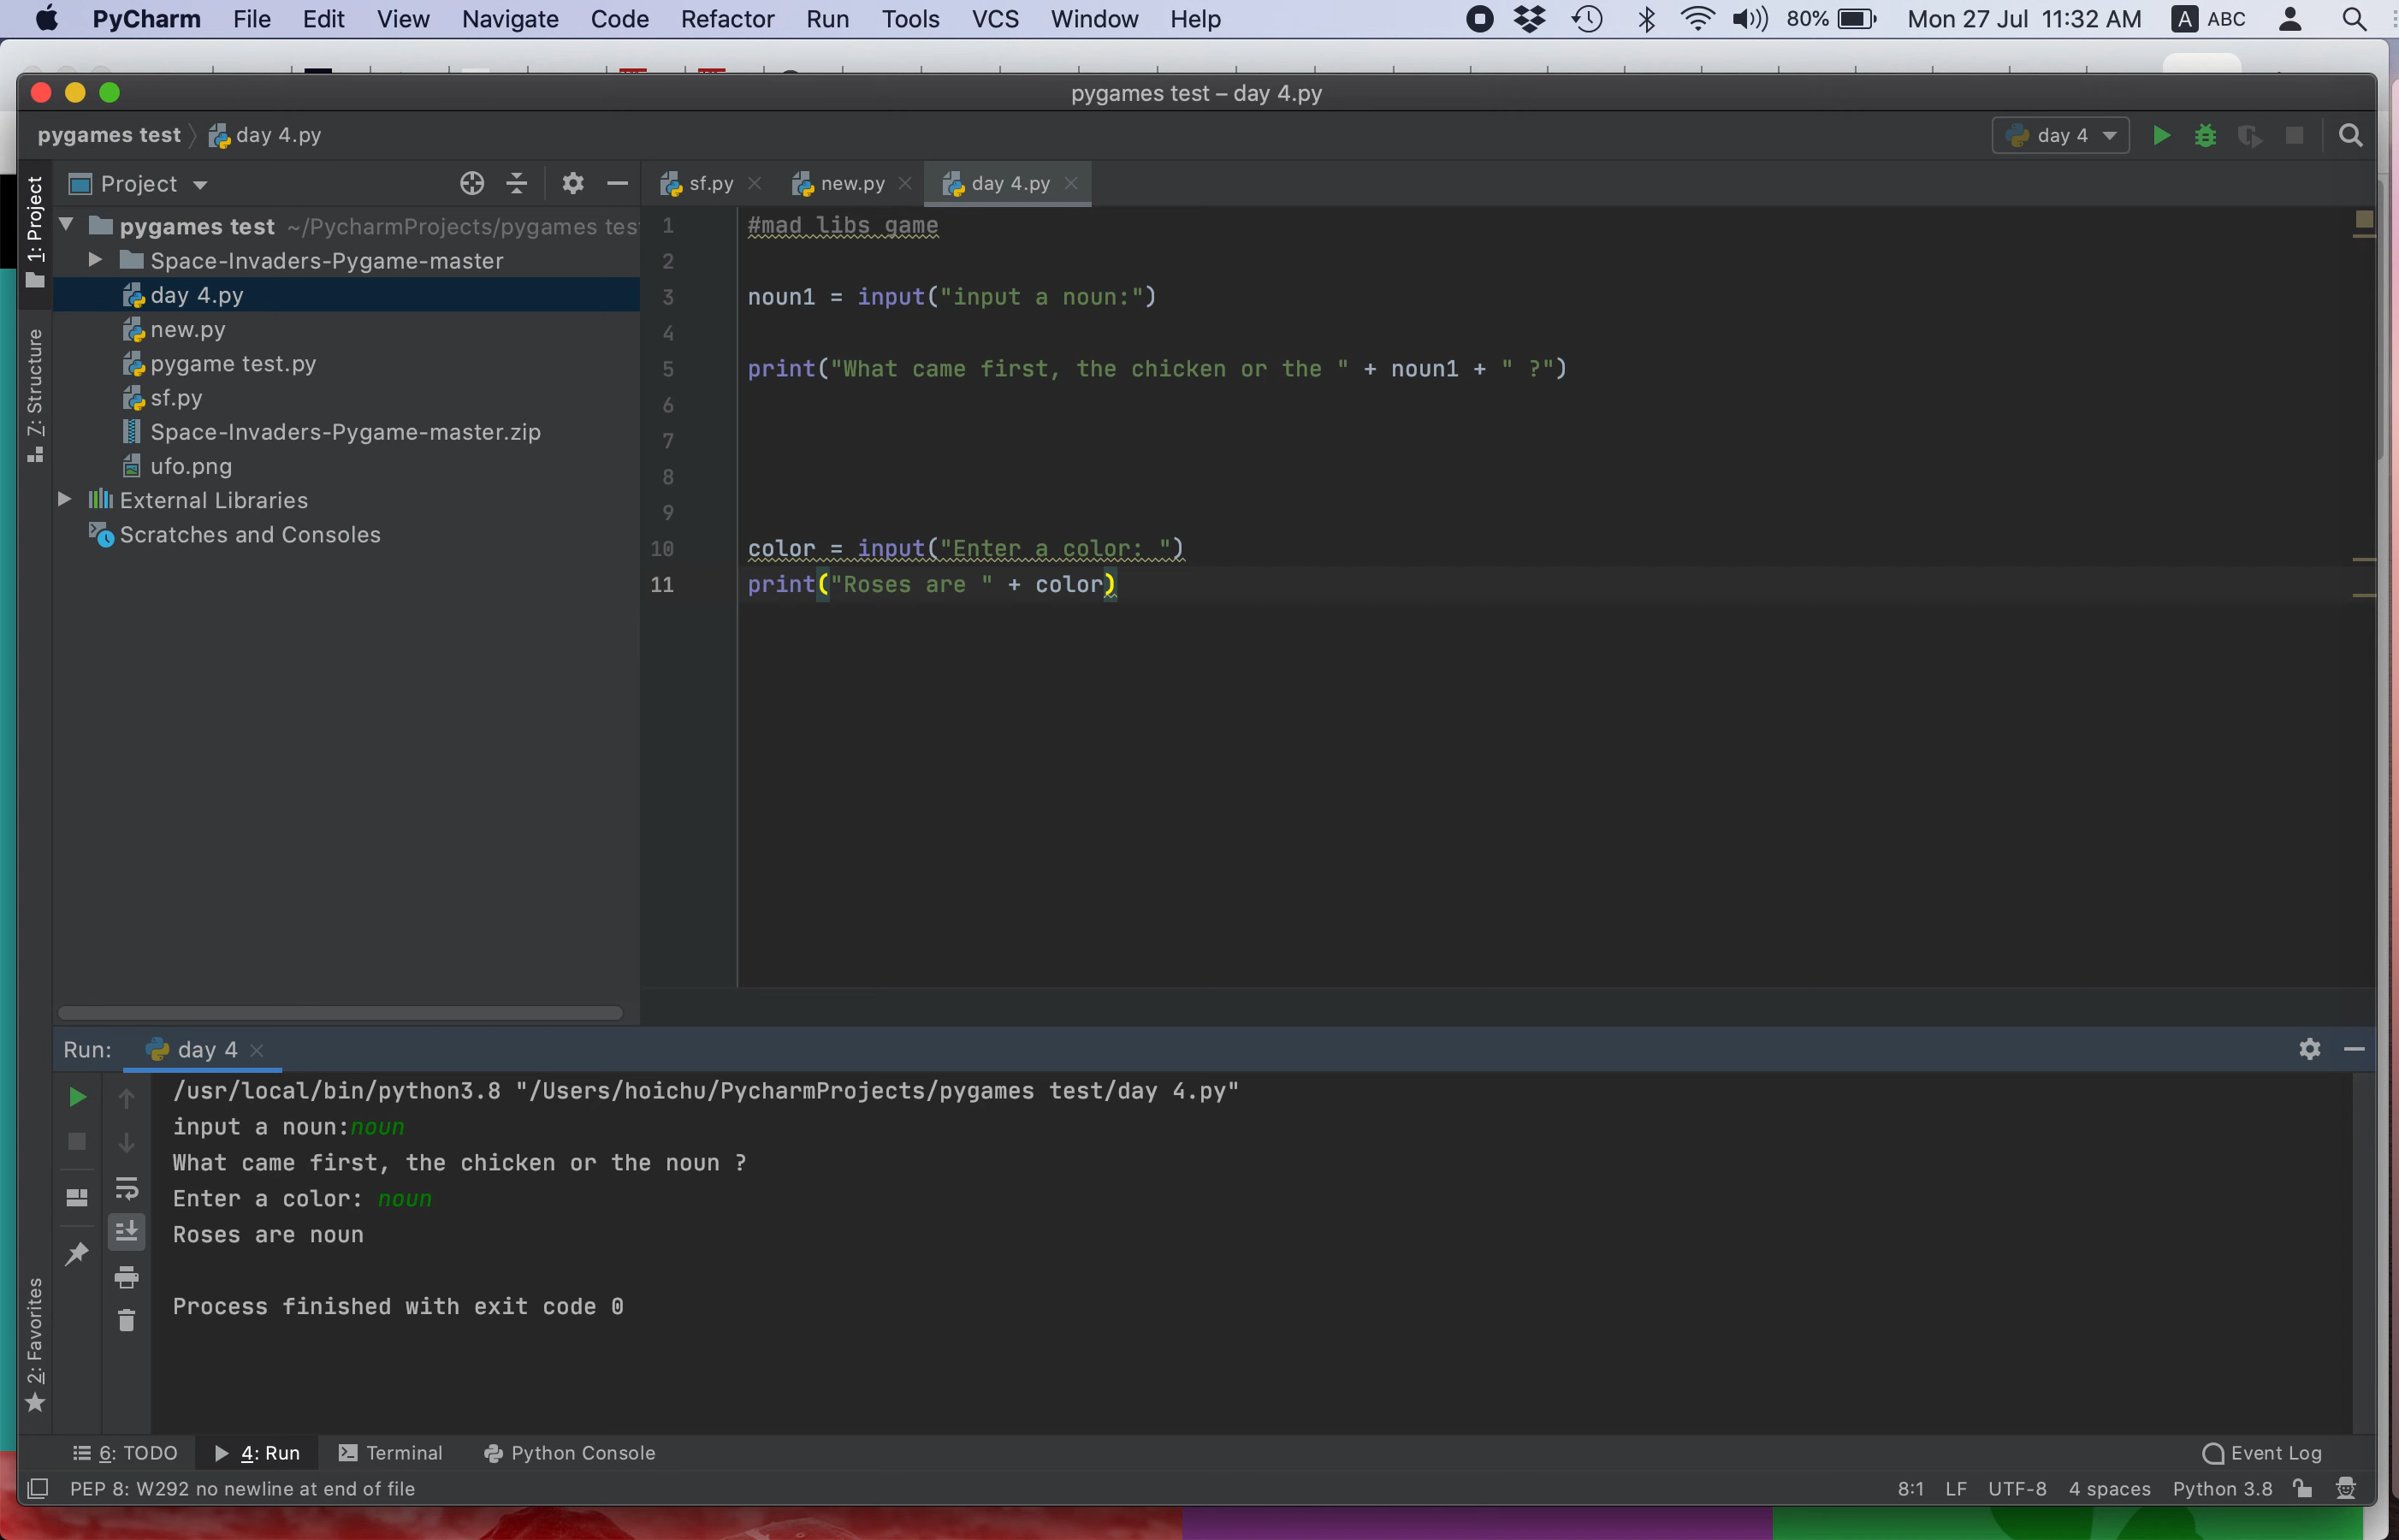 PyCharm File Edit View Navigate Code Refactor Run Tools VCS Window Help 80% Mon 27 Jul 11:32 AM A ABC
pygames test – day 4.py
pygames test day 4.py day 4
Project sf.py new.py day 4.py
1: Project
7: Structure
2: Favorites
pygames test ~/PycharmProjects/pygames tes
Space-Invaders-Pygame-master
day 4.py
new.py
pygame test.py
sf.py
Space-Invaders-Pygame-master.zip
ufo.png
External Libraries
Scratches and Consoles
1 #mad libs game
2
3 noun1 = input("input a noun:")
4
5 print("What came first, the chicken or the " + noun1 + " ?")
6
7
8
9
10 color = input("Enter a color: ")
11 print("Roses are " + color)
Run: day 4
/usr/local/bin/python3.8 "/Users/hoichu/PycharmProjects/pygames test/day 4.py"
input a noun:noun
What came first, the chicken or the noun ?
Enter a color: noun
Roses are noun
Process finished with exit code 0
6: TODO 4: Run Terminal Python Console Event Log
PEP 8: W292 no newline at end of file 8:1 LF UTF-8 4 spaces Python 3.8